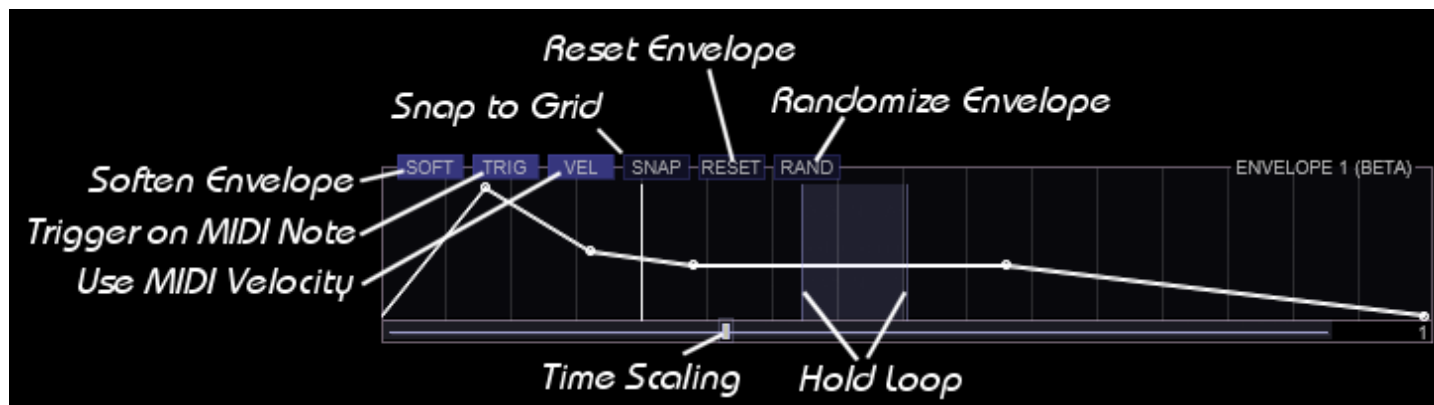 Reset Envelope
Snap to Grid
Randomize Envelope
SOFT TRIG VEL SNAP RESET RAND ENVELOPE 1 (BETA)
Soften Envelope
Trigger on MIDI Note
Use MIDI Velocity
1
Time Scaling
Hold Loop